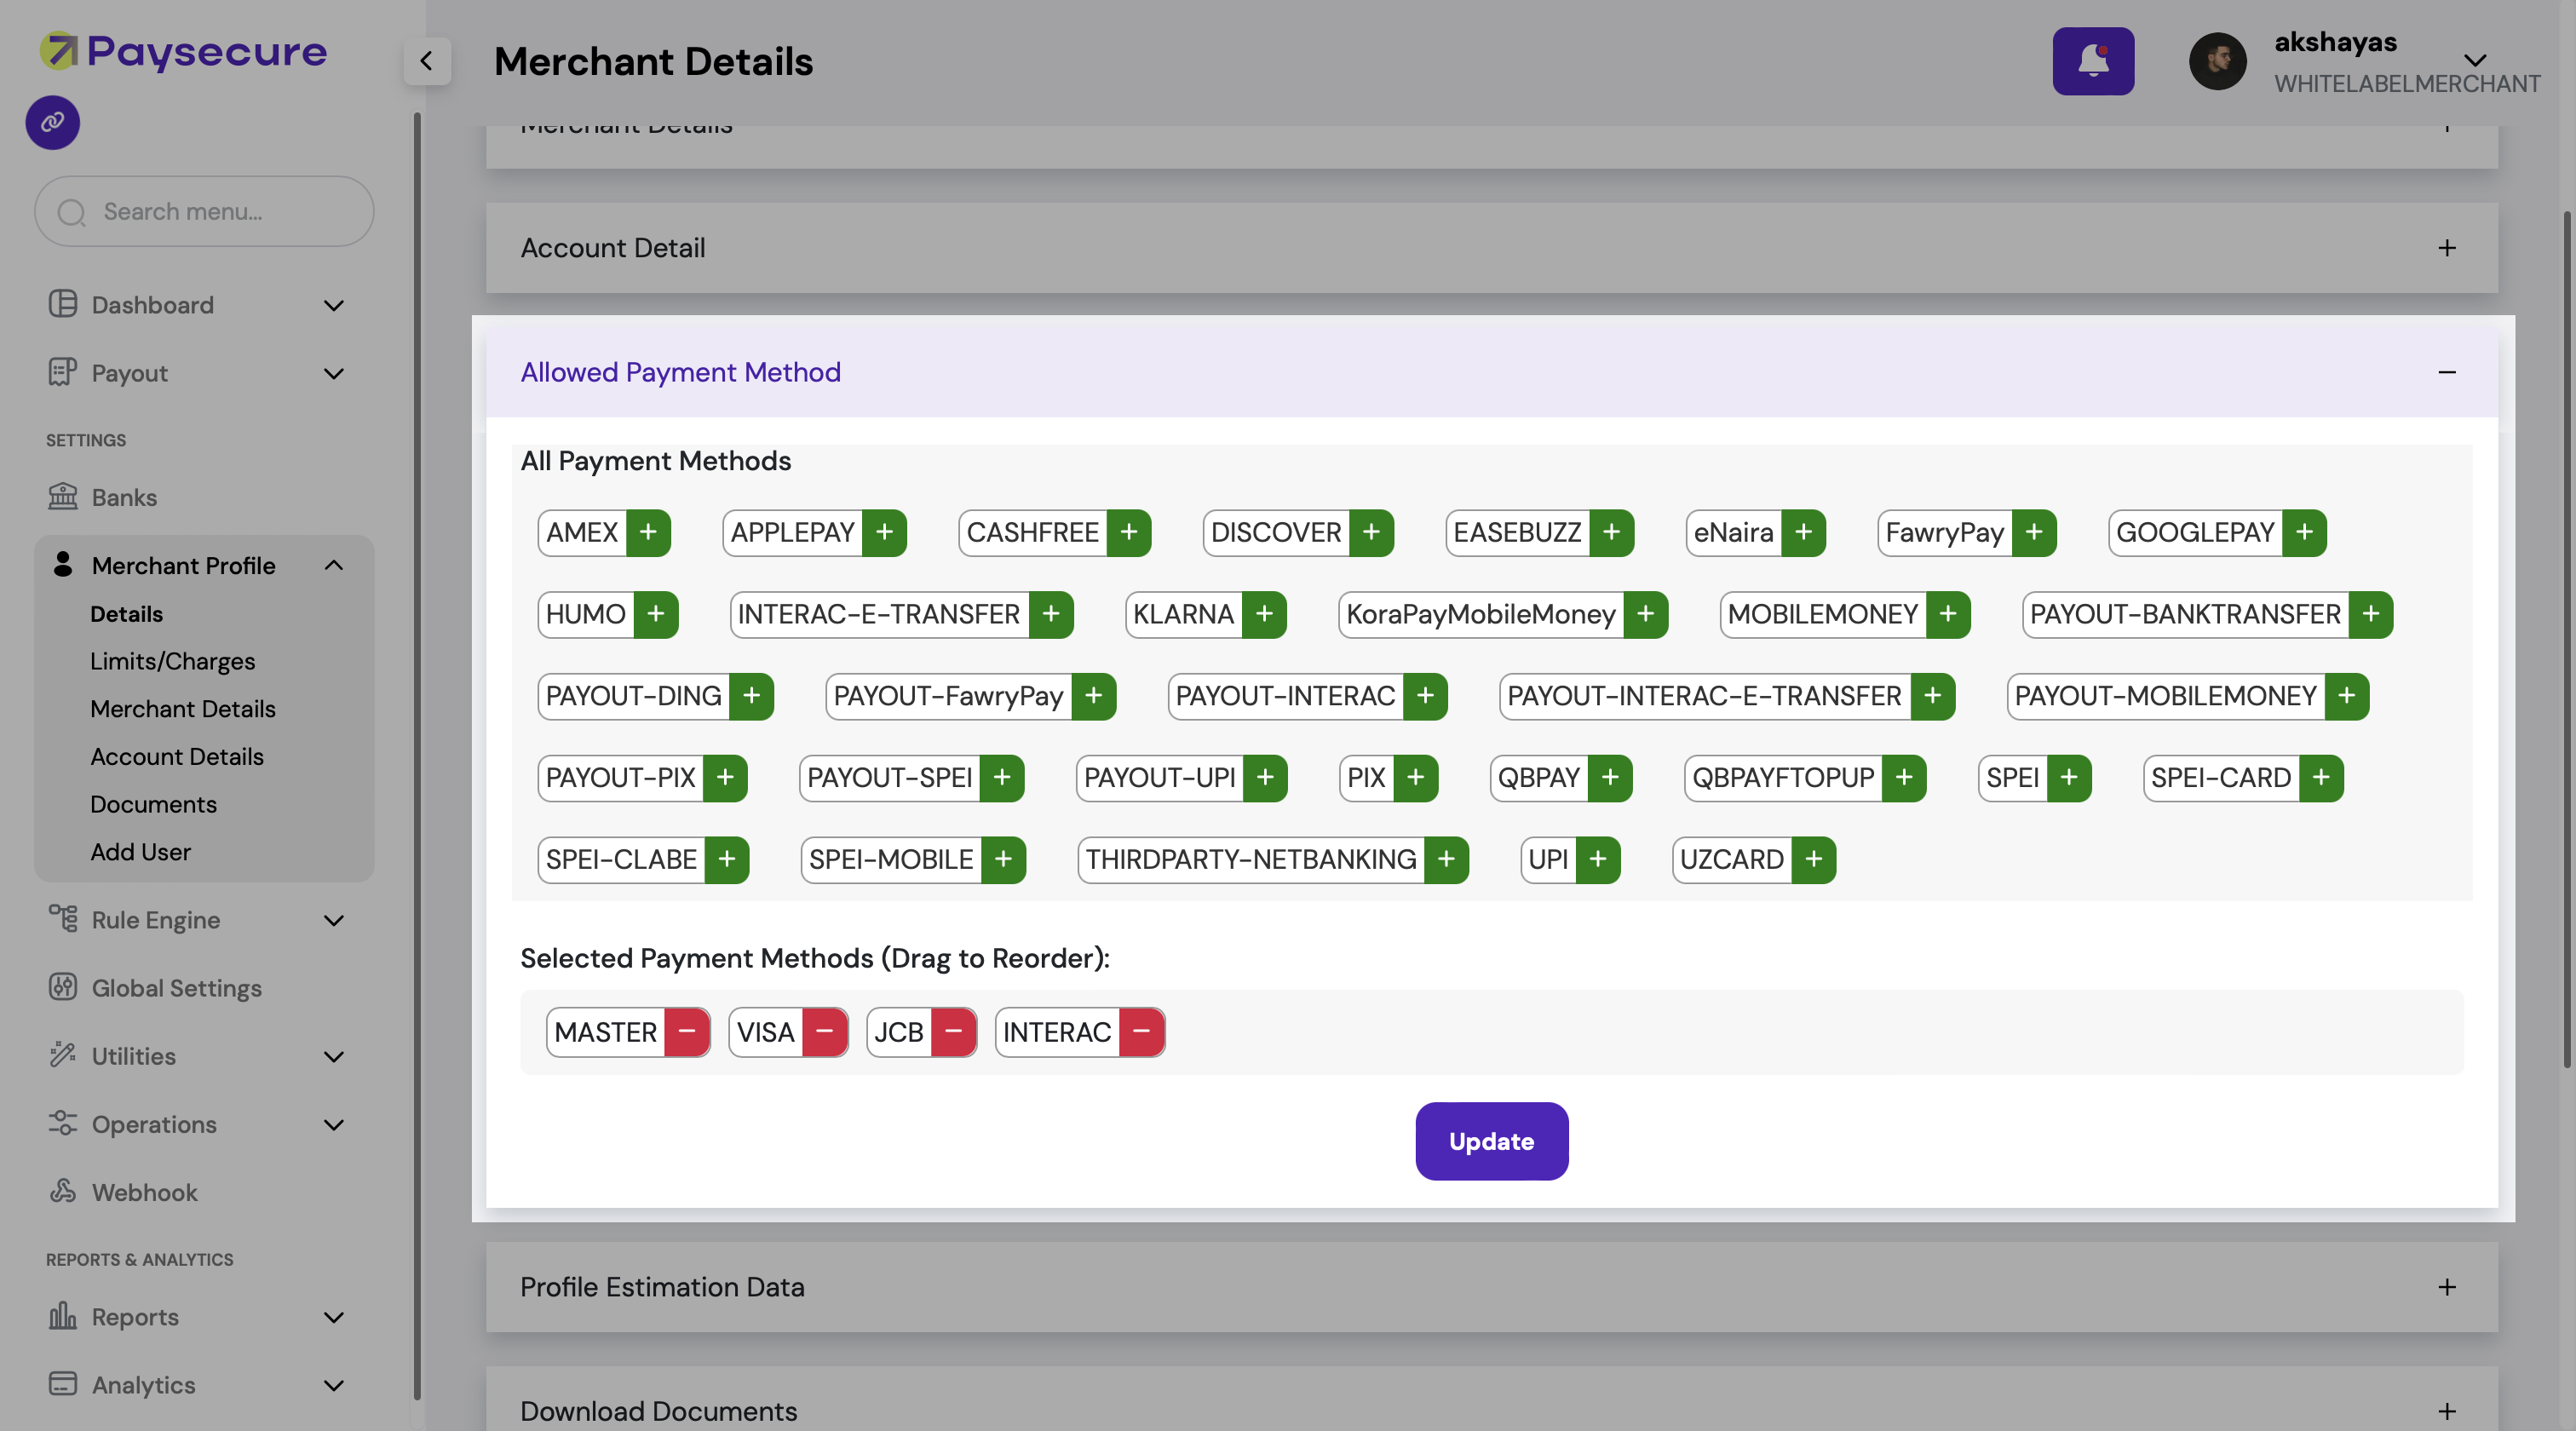 Paysecure
Search menu...
Dashboard
Payout
SETTINGS
Banks
Merchant Profile
Details
Limits/Charges
Merchant Details
Account Details
Documents
Add User
Rule Engine
Global Settings
Utilities
Operations
Webhook
REPORTS & ANALYTICS
Reports
Analytics
Merchant Details
akshayas
WHITELABELMERCHANT
Merchant Details +
Account Detail +
Allowed Payment Method −
All Payment Methods
AMEX + APPLEPAY + CASHFREE + DISCOVER + EASEBUZZ + eNaira + FawryPay + GOOGLEPAY +
HUMO + INTERAC-E-TRANSFER + KLARNA + KoraPayMobileMoney + MOBILEMONEY + PAYOUT-BANKTRANSFER +
PAYOUT-DING + PAYOUT-FawryPay + PAYOUT-INTERAC + PAYOUT-INTERAC-E-TRANSFER + PAYOUT-MOBILEMONEY +
PAYOUT-PIX + PAYOUT-SPEI + PAYOUT-UPI + PIX + QBPAY + QBPAYFTOPUP + SPEI + SPEI-CARD +
SPEI-CLABE + SPEI-MOBILE + THIRDPARTY-NETBANKING + UPI + UZCARD +
Selected Payment Methods (Drag to Reorder):
MASTER − VISA − JCB − INTERAC −
Update
Profile Estimation Data +
Download Documents +